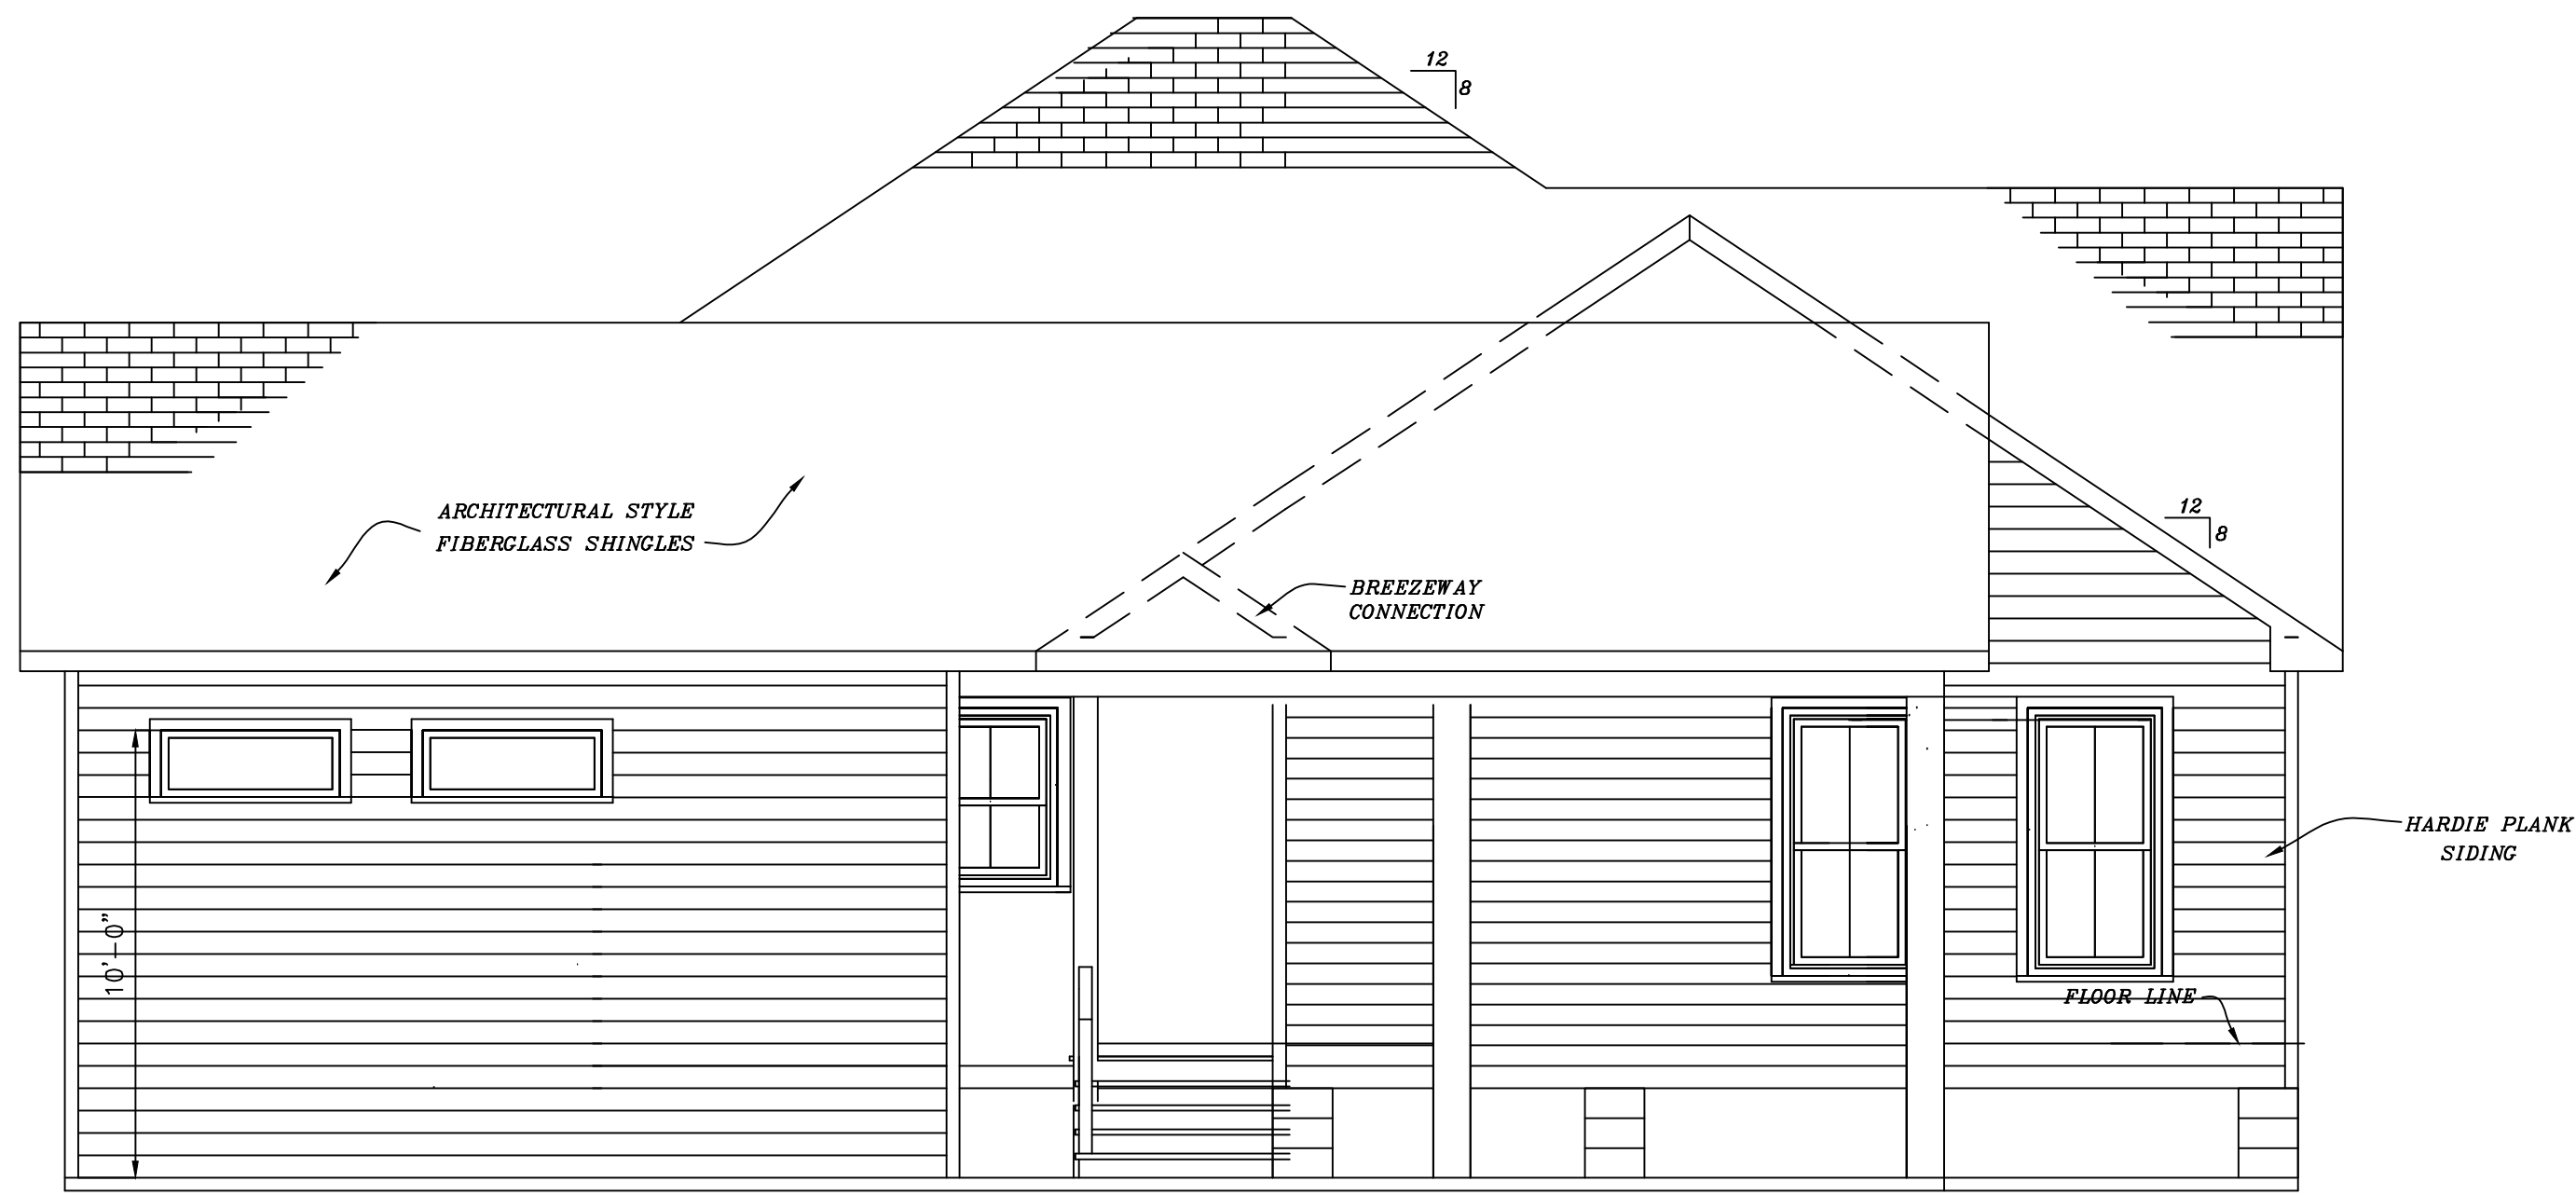 12
8
ARCHITECTURAL STYLE
FIBERGLASS SHINGLES
12
8
BREEZEWAY
CONNECTION
HARDIE PLANK
SIDING
10'-0"
FLOOR LINE